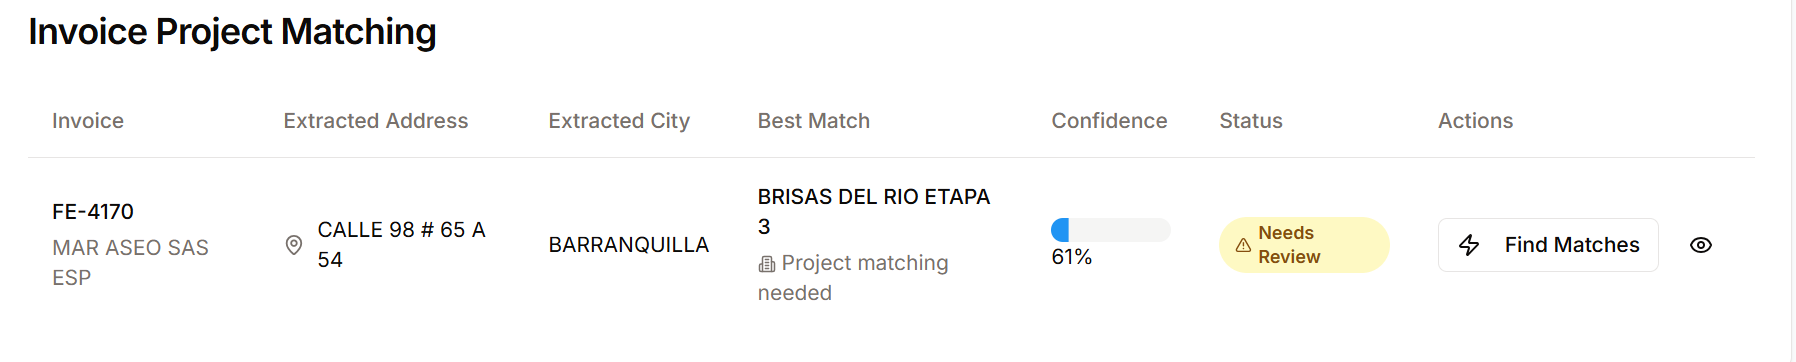 Invoice Project Matching
Invoice
Extracted Address
Extracted City
Best Match
Confidence
Status
Actions
FE-4170
MAR ASEO SAS
ESP
CALLE 98 # 65 A
54
BARRANQUILLA
BRISAS DEL RIO ETAPA
3
Project matching
needed
61%
Needs
Review
Find Matches